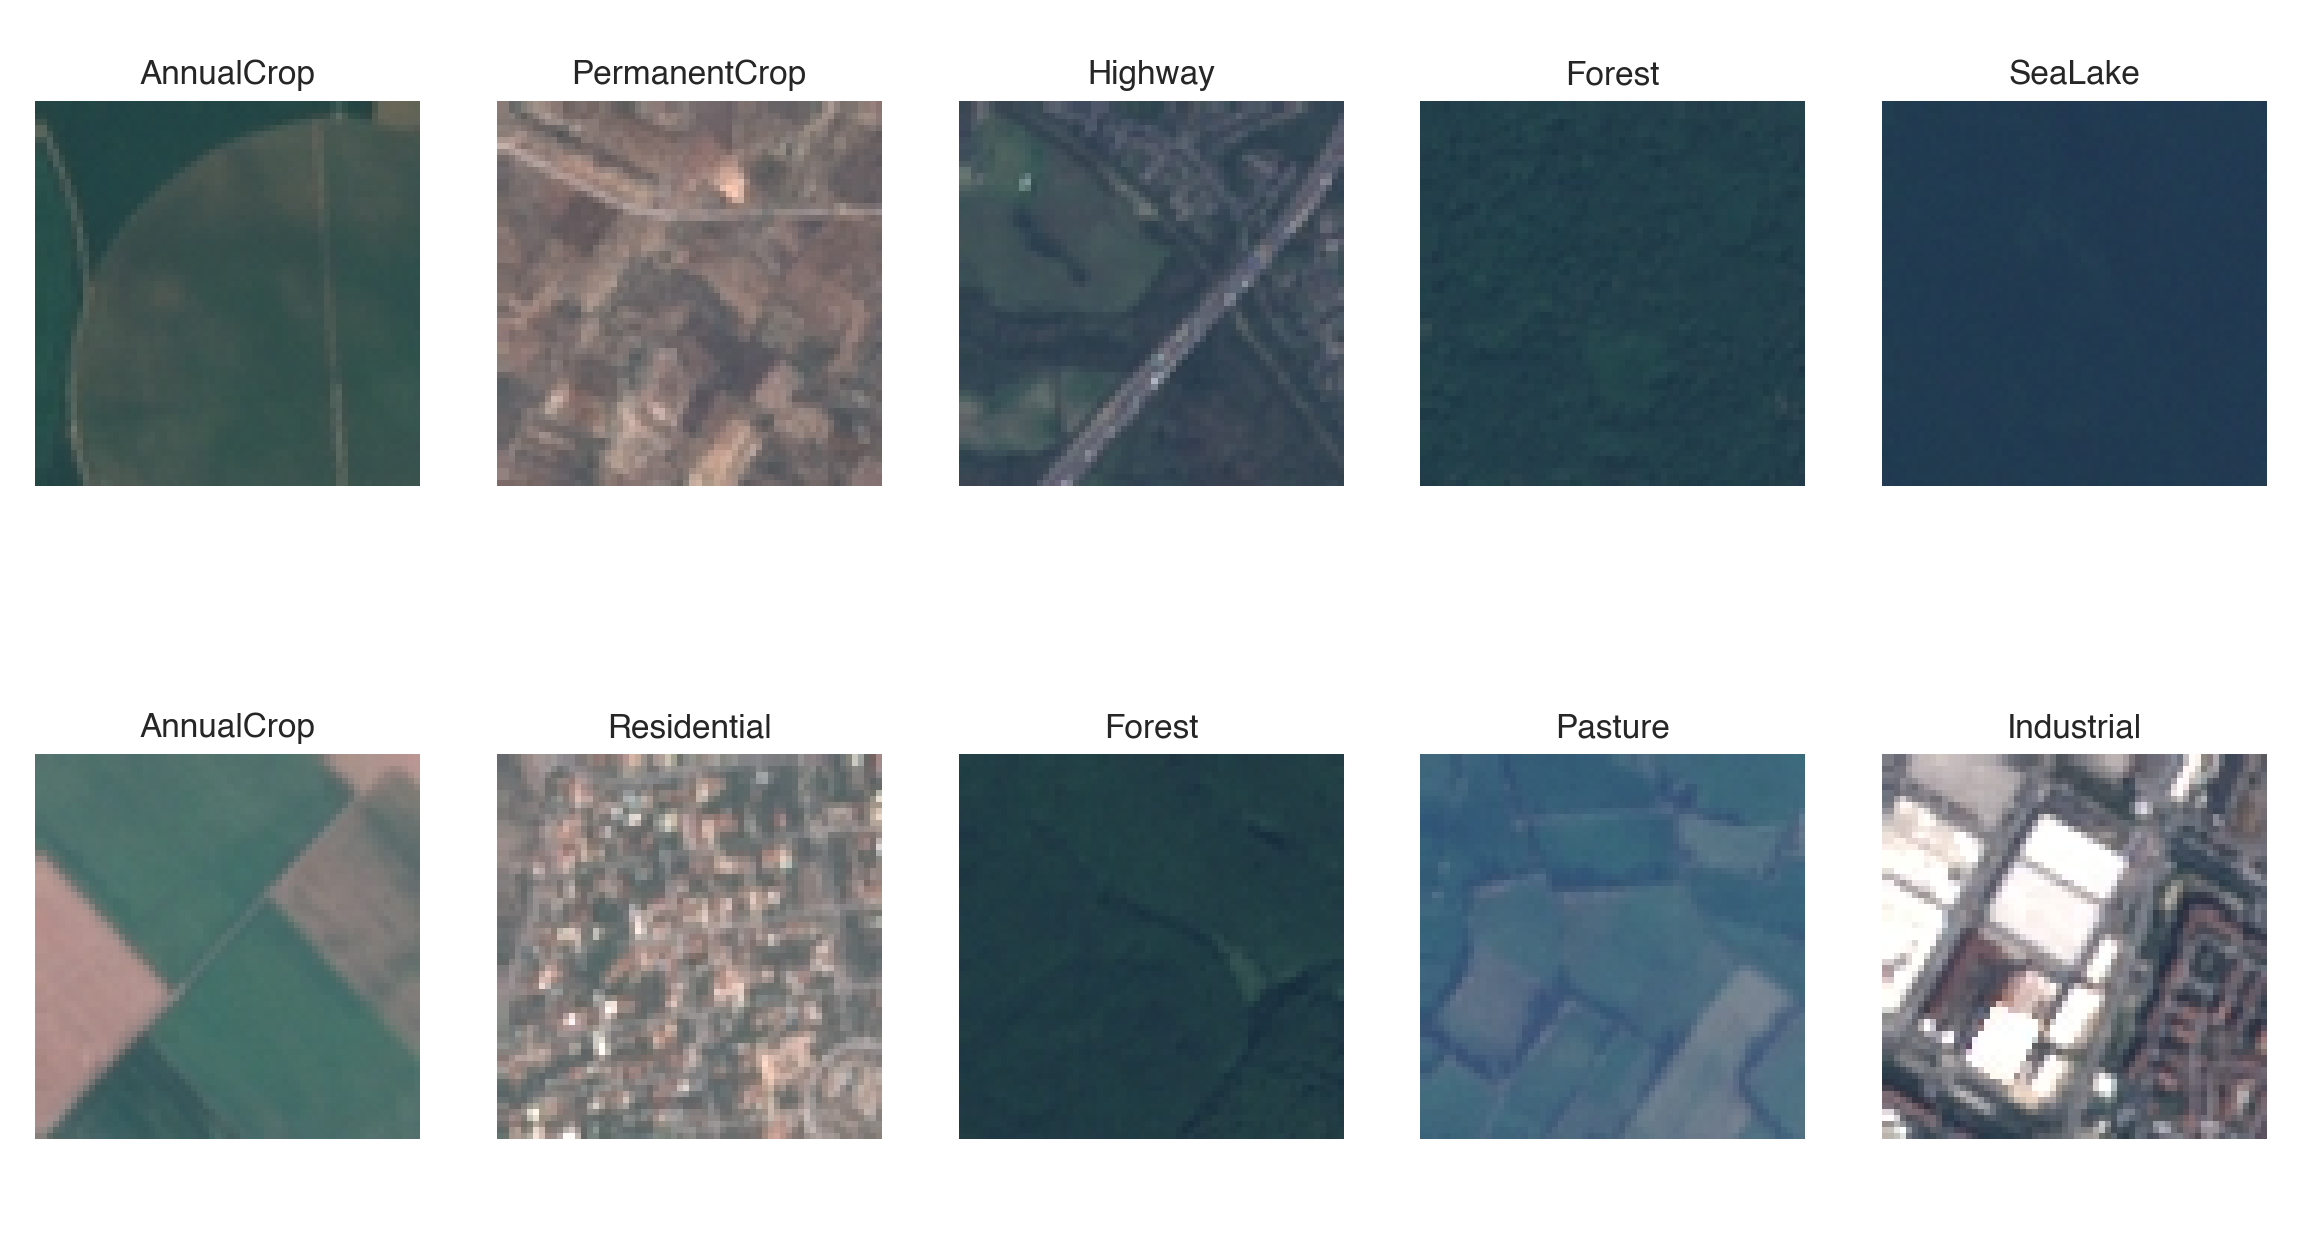 AnnualCrop
PermanentCrop
Highway
Forest
SeaLake
AnnualCrop
Residential
Forest
Pasture
Industrial